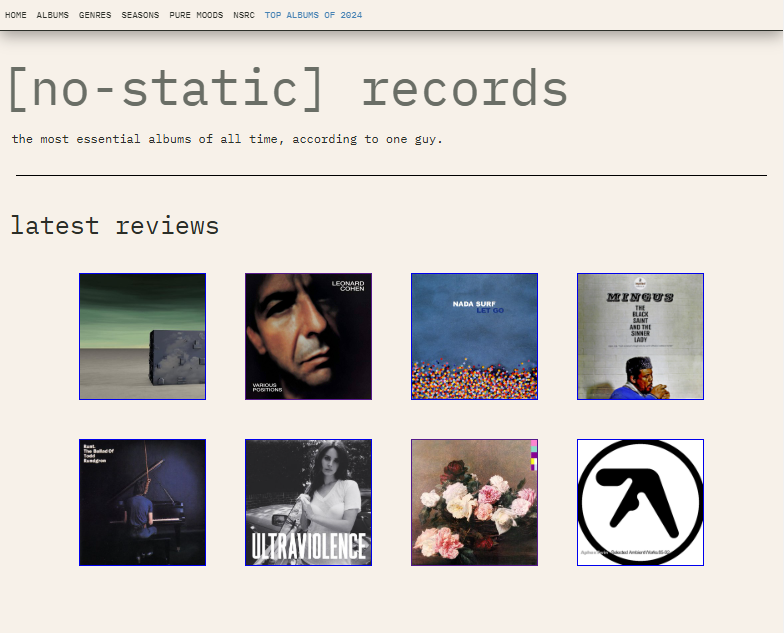 HOME ALBUMS GENRES SEASONS PURE MOODS NSRC TOP ALBUMS OF 2024
[no-static] records
the most essential albums of all time, according to one guy.
latest reviews
LEONARD
COHEN
VARIOUS
POSITIONS
NADA SURF
LET GO
MINGUS
THE
BLACK
SAINT
AND THE
SINNER
LADY
Runt.
The Ballad Of
Todd
Rundgren
ULTRAVIOLENCE
Selected Ambient Works 85-92